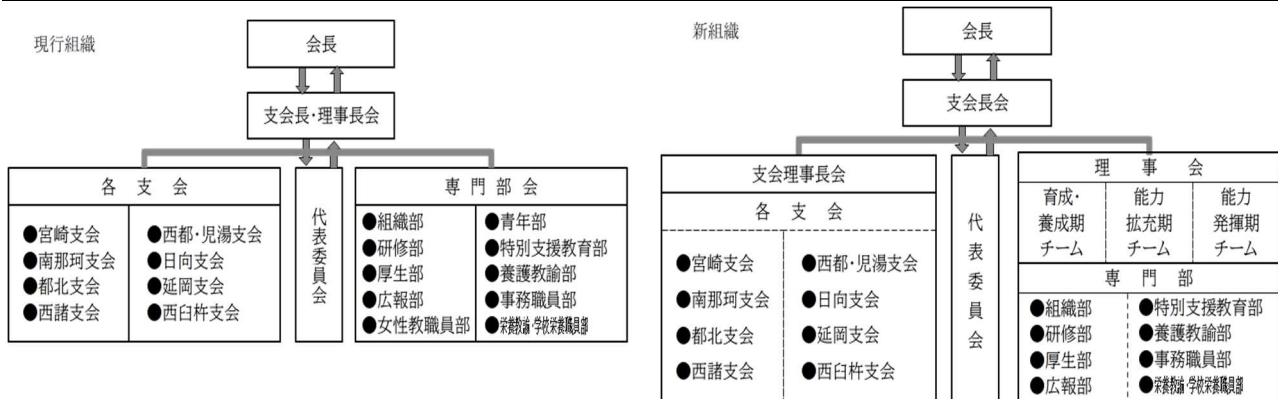 現行組織
会長
支会長・理事長会
各支会
●宮崎支会
●南那珂支会
●都北支会
●西諸支会
●西都・児湯支会
●日向支会
●延岡支会
●西臼杵支会
代表委員会
専門部会
●組織部
●研修部
●厚生部
●広報部
●女性教職員部
●青年部
●特別支援教育部
●養護教諭部
●事務職員部
●栄養教諭・学校栄養職員部
新組織
会長
支会長会
支会理事長会
各支会
●宮崎支会
●南那珂支会
●都北支会
●西諸支会
●西都・児湯支会
●日向支会
●延岡支会
●西臼杵支会
代表委員会
理事会
育成・
養成期
チーム
能力
拡充期
チーム
能力
発揮期
チーム
専門部
●組織部
●研修部
●厚生部
●広報部
●特別支援教育部
●養護教諭部
●事務職員部
●栄養教諭・学校栄養職員部